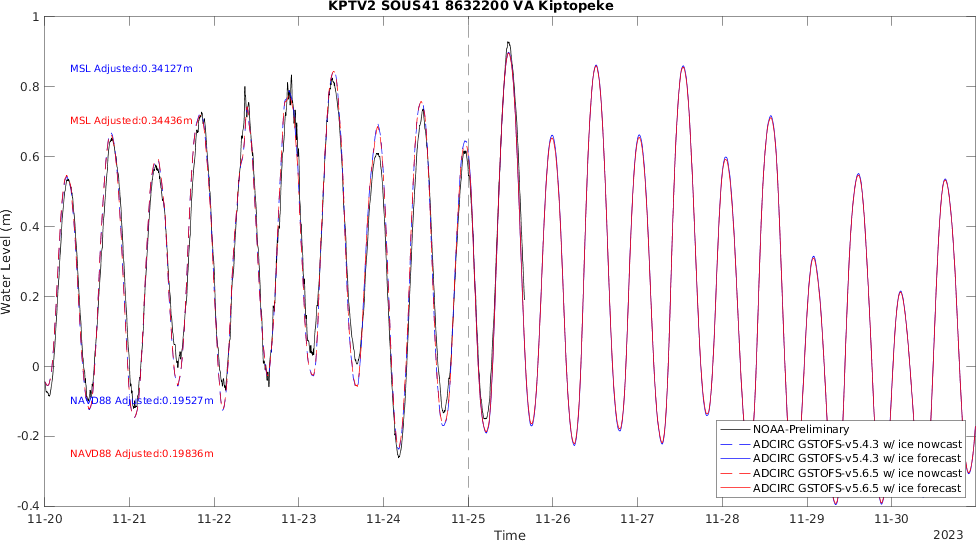 KPTV2 SOUS41 8632200 VA Kiptopeke
1
0.8
0.6
0.4
0.2
0
-0.2
-0.4
Water Level (m)
MSL Adjusted:0.34127m
MSL Adjusted:0.34436m
NAVD88 Adjusted:0.19527m
NAVD88 Adjusted:0.19836m
NOAA-Preliminary
ADCIRC GSTOFS-v5.4.3 w/ ice nowcast
ADCIRC GSTOFS-v5.4.3 w/ ice forecast
ADCIRC GSTOFS-v5.6.5 w/ ice nowcast
ADCIRC GSTOFS-v5.6.5 w/ ice forecast
11-20 11-21 11-22 11-23 11-24 11-25 11-26 11-27 11-28 11-29 11-30
Time
2023